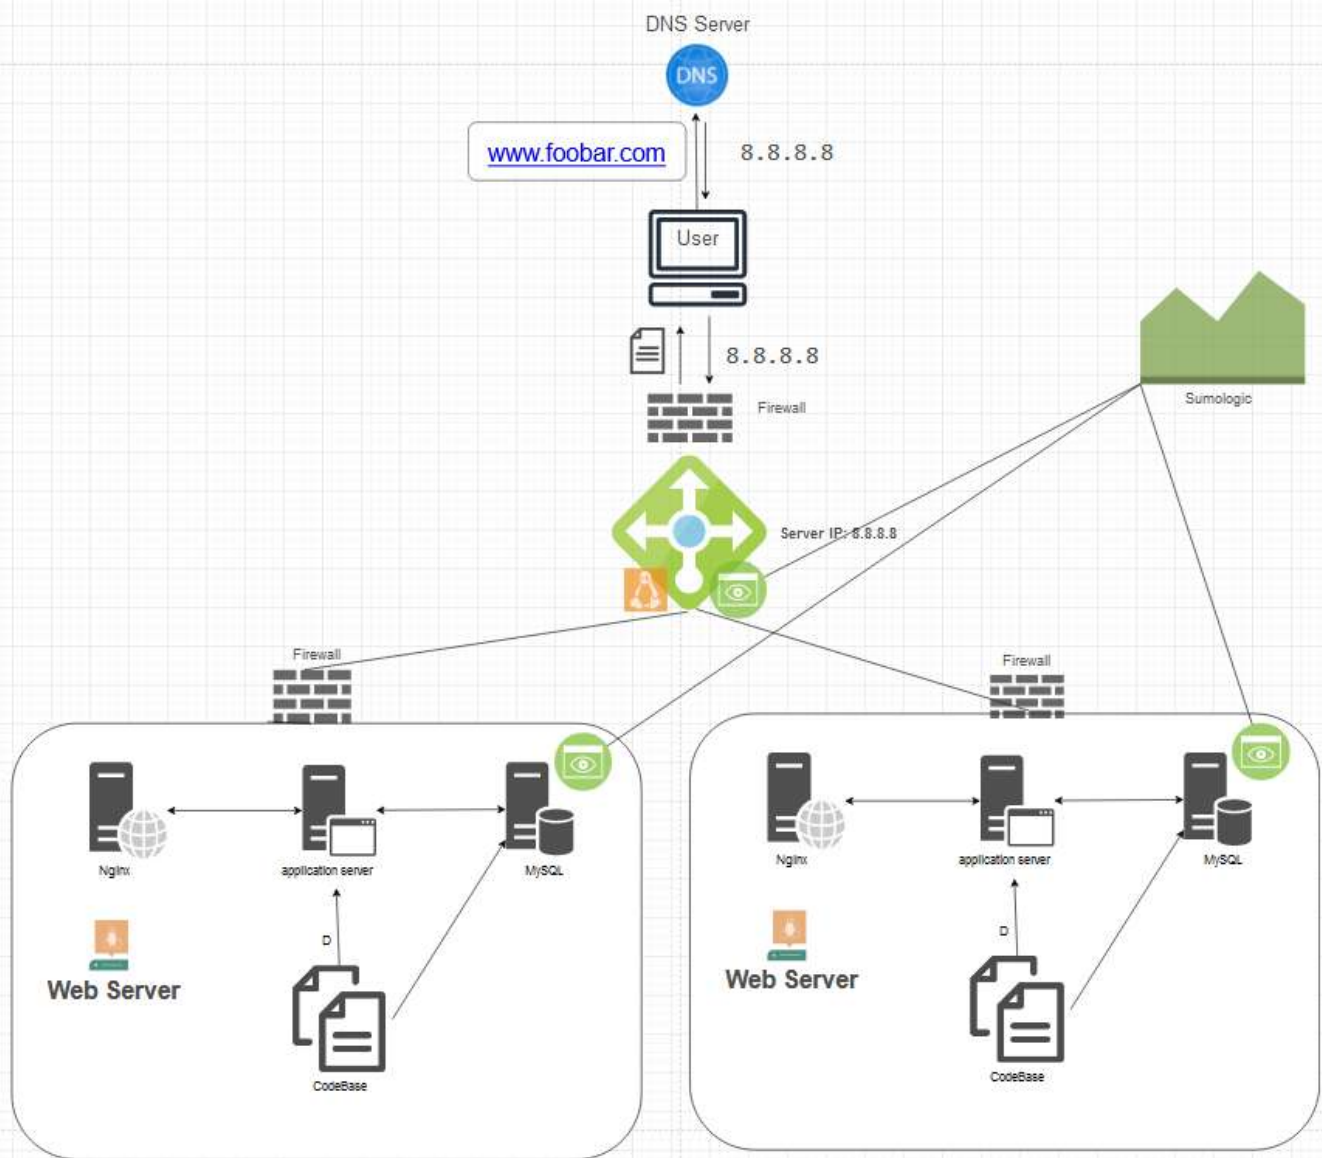 DNS Server
DNS
www.foobar.com
8.8.8.8
User
8.8.8.8
Firewall
Sumologic
Server IP: 8.8.8.8
Firewall
Firewall
Nginx
application server
MySQL
D
Web Server
CodeBase
Nginx
application server
MySQL
D
Web Server
CodeBase